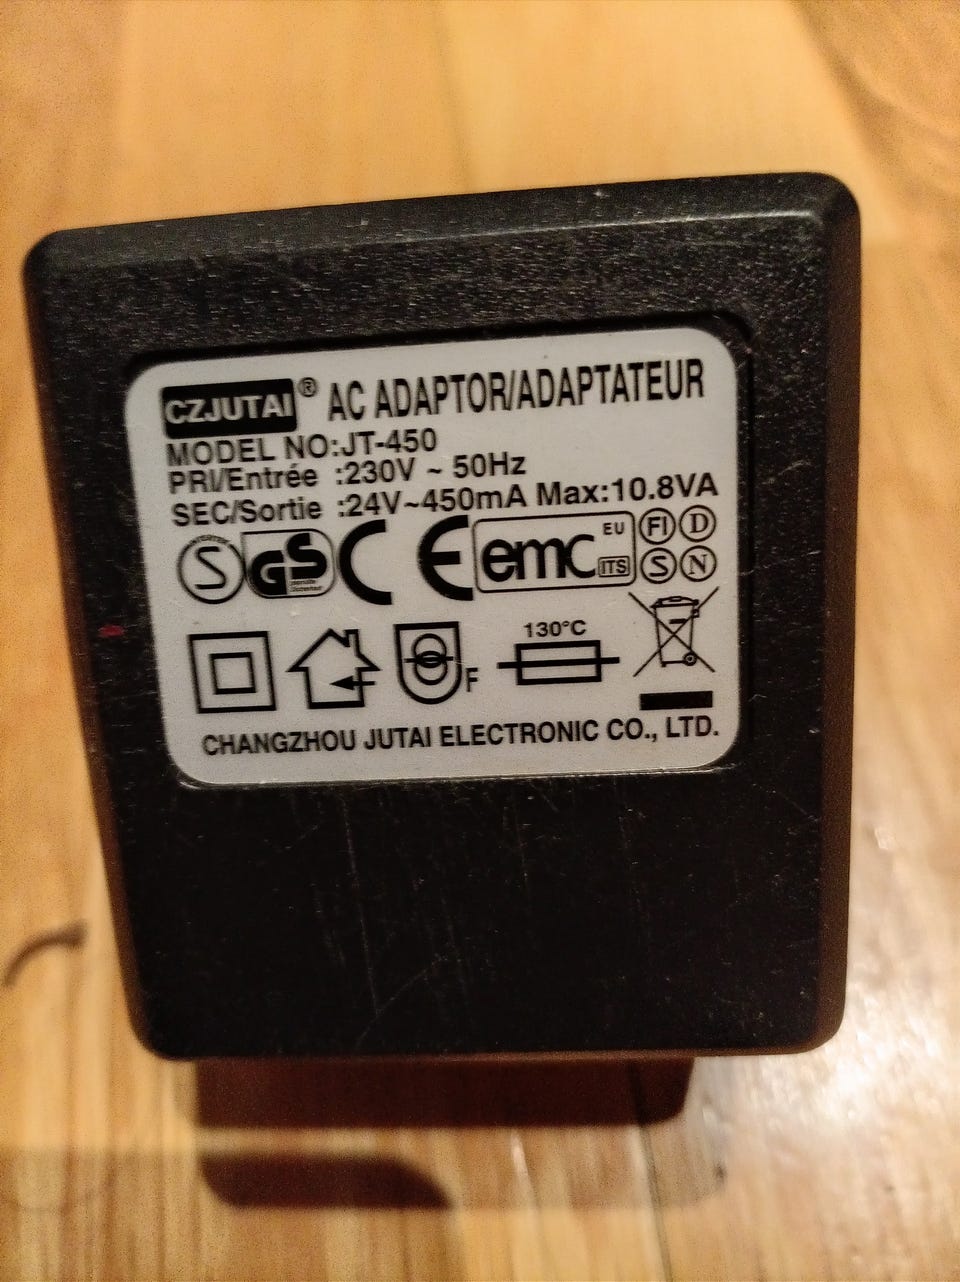 CZJUTAI® AC ADAPTOR/ADAPTATEUR
MODEL NO:JT-450
PRI/Entrée :230V ~ 50Hz
SEC/Sortie :24V~450mA Max:10.8VA
S GS CE emc EU ITS FI D S N
130°C
F
CHANGZHOU JUTAI ELECTRONIC CO., LTD.